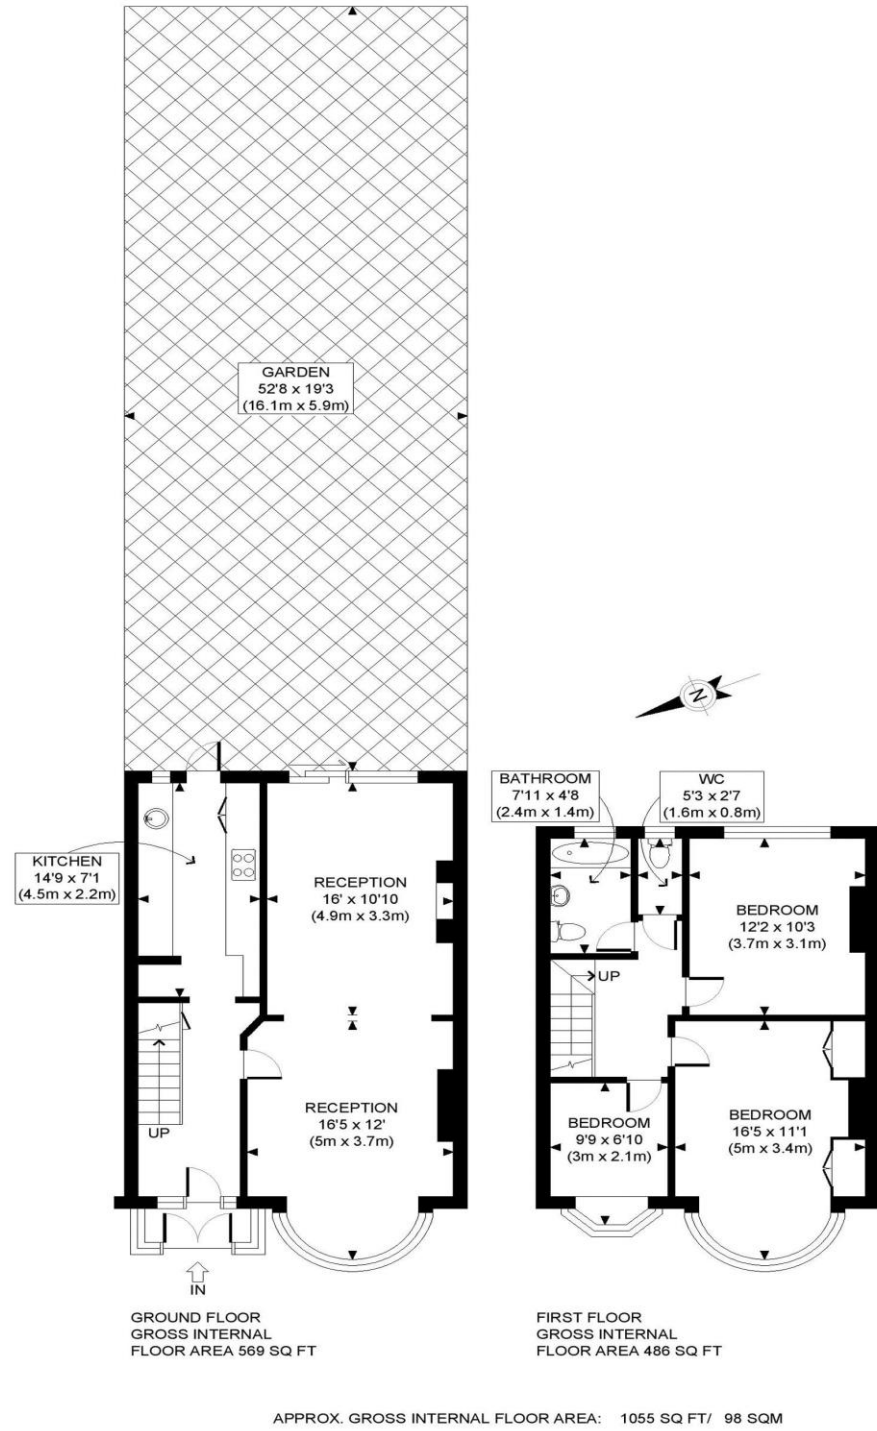 GARDEN
52'8 x 19'3
(16.1m x 5.9m)
N
BATHROOM
7'11 x 4'8
(2.4m x 1.4m)
WC
5'3 x 2'7
(1.6m x 0.8m)
KITCHEN
14'9 x 7'1
(4.5m x 2.2m)
RECEPTION
16' x 10'10
(4.9m x 3.3m)
BEDROOM
12'2 x 10'3
(3.7m x 3.1m)
UP
RECEPTION
16'5 x 12'
(5m x 3.7m)
UP
BEDROOM
9'9 x 6'10
(3m x 2.1m)
BEDROOM
16'5 x 11'1
(5m x 3.4m)
IN
GROUND FLOOR
GROSS INTERNAL
FLOOR AREA 569 SQ FT
FIRST FLOOR
GROSS INTERNAL
FLOOR AREA 486 SQ FT
APPROX. GROSS INTERNAL FLOOR AREA: 1055 SQ FT/ 98 SQM